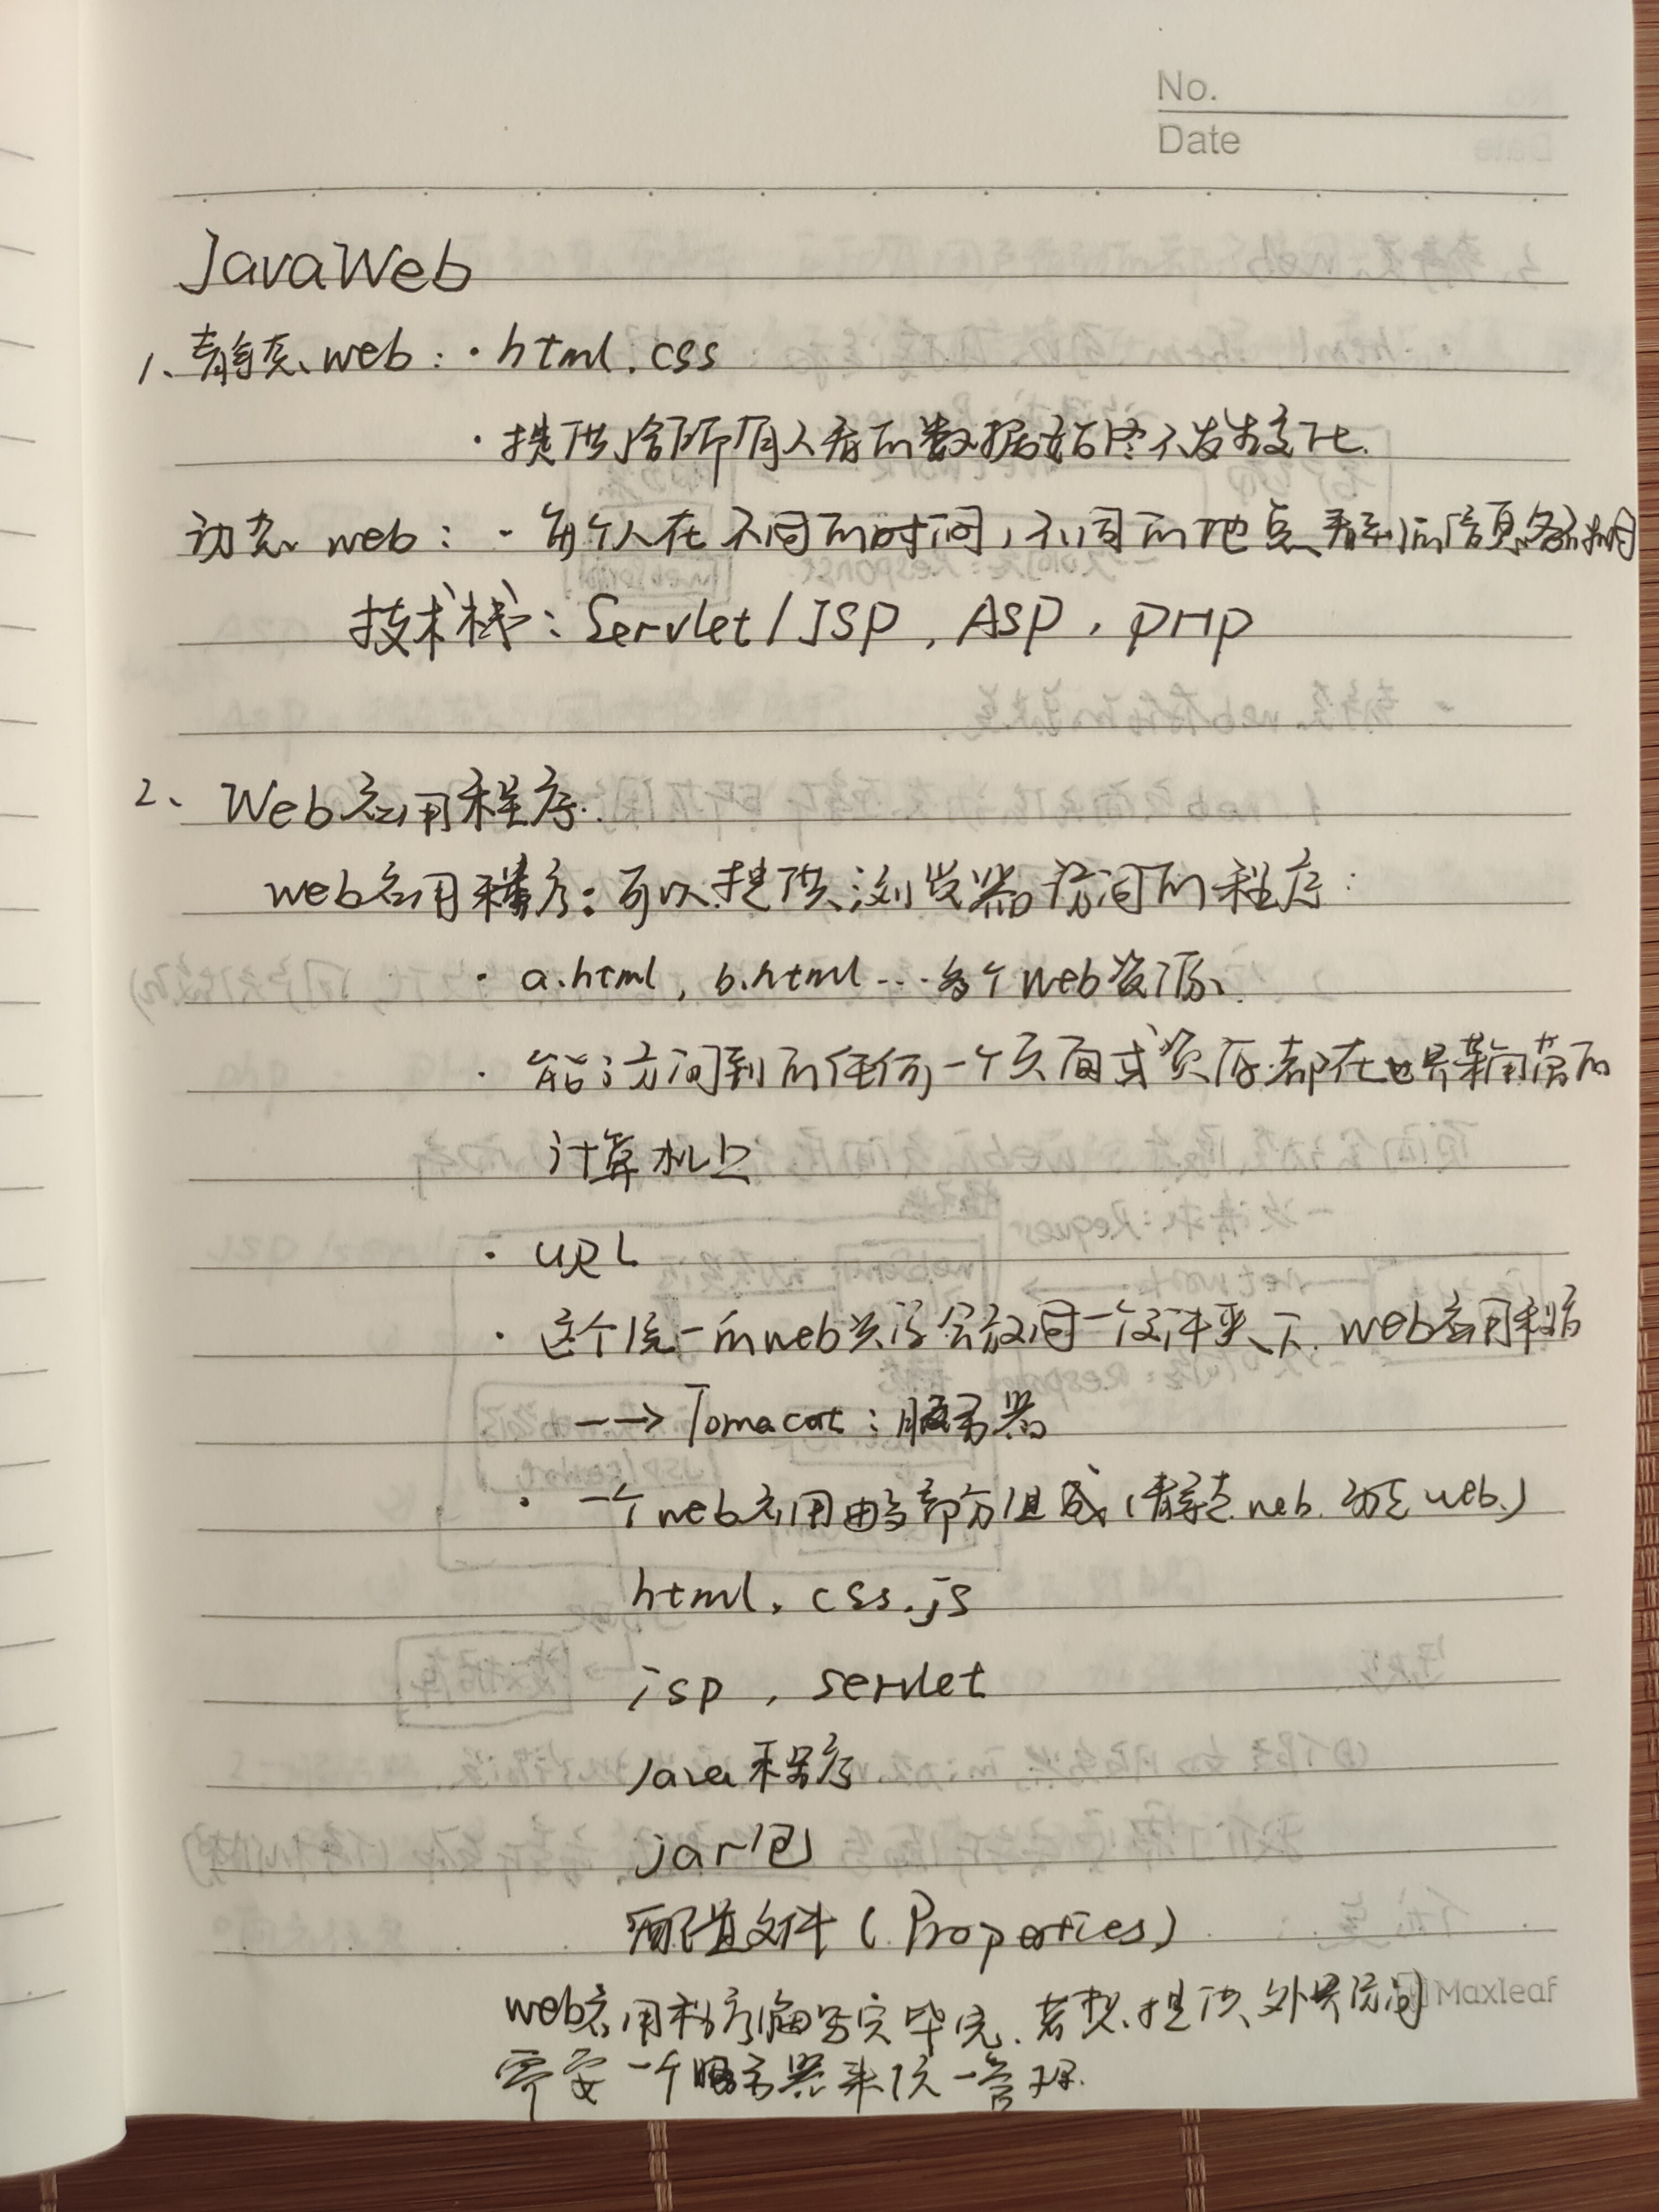 No.
Date
JavaWeb
1、静态web：·html.css
·提供给所有人看的数据始终不发生变化.
动态web：-每个人在不同的时间,不同的地点看到的信息各不相同
技术栈：Servlet/JSP,ASP,PHP
2、Web应用程序:
web应用程序：可以提供浏览器访问的程序：
·a.html,b.html...多个web资源、
·能访问到的任何一个页面或资源都在世界某个角落的
计算机上
·URL
·这个统一的web资源会放同一个文件夹下.web应用程序
-->Tomacat：服务器
·一个web应用由多部分组成(静态web.动态web.)
html,css.js
jsp,servlet
Java程序
jar包
配置文件(Properties)
web应用程序编写完毕完.若想提供外界访问
需要一个服务器来统一管理.
Maxleaf